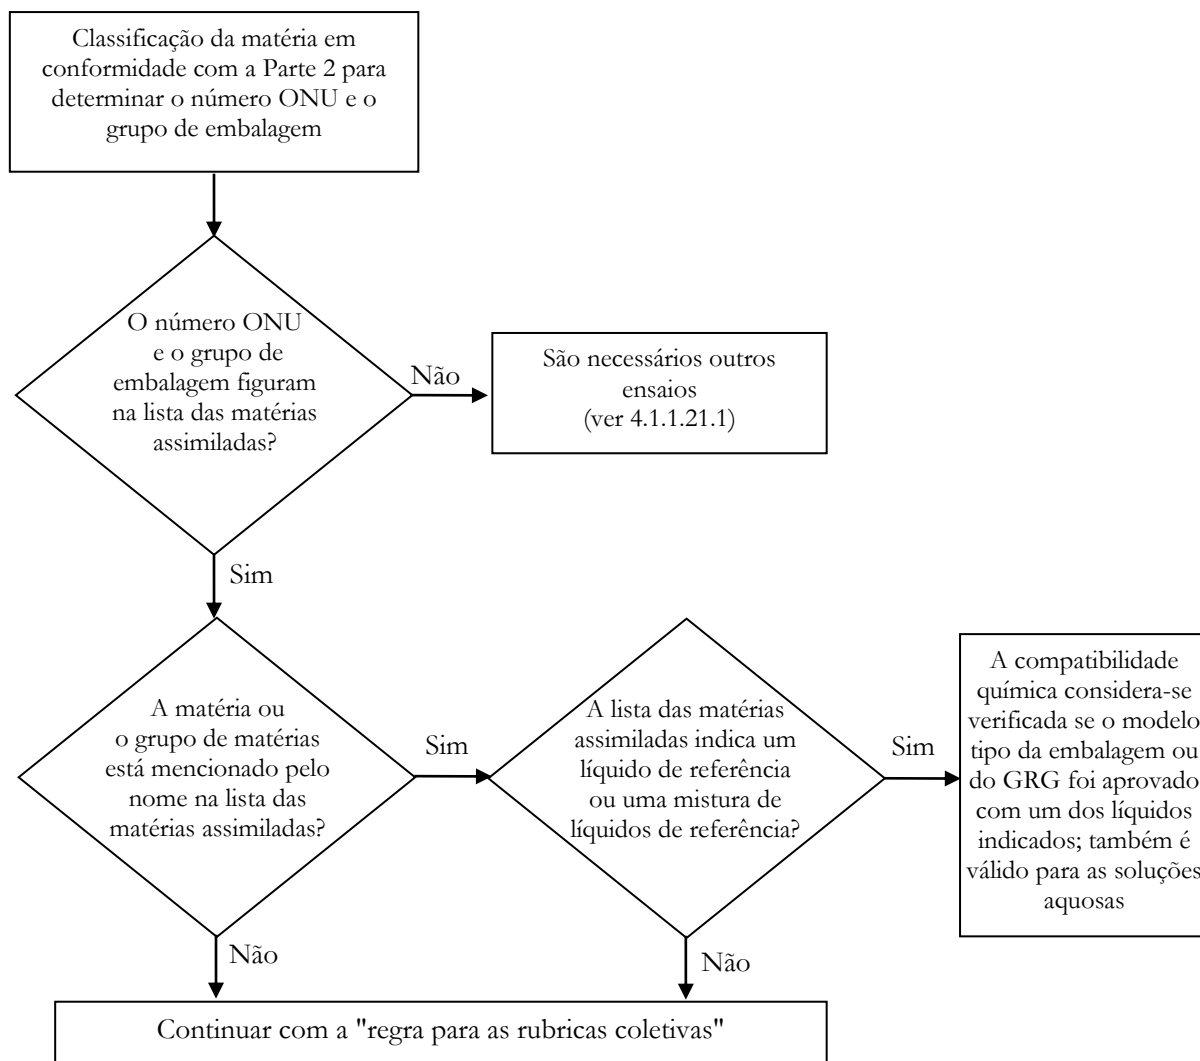 Classificação da matéria em
conformidade com a Parte 2 para
determinar o número ONU e o
grupo de embalagem
O número ONU
e o grupo de
embalagem figuram
na lista das matérias
assimiladas?
Não
São necessários outros
ensaios
(ver 4.1.1.21.1)
Sim
A matéria ou
o grupo de matérias
está mencionado pelo
nome na lista das
matérias assimiladas?
Sim
A lista das matérias
assimiladas indica um
líquido de referência
ou uma mistura de
líquidos de referência?
Sim
A compatibilidade
química considera-se
verificada se o modelo
tipo da embalagem ou
do GRG foi aprovado
com um dos líquidos
indicados; também é
válido para as soluções
aquosas
Não
Não
Continuar com a "regra para as rubricas coletivas"